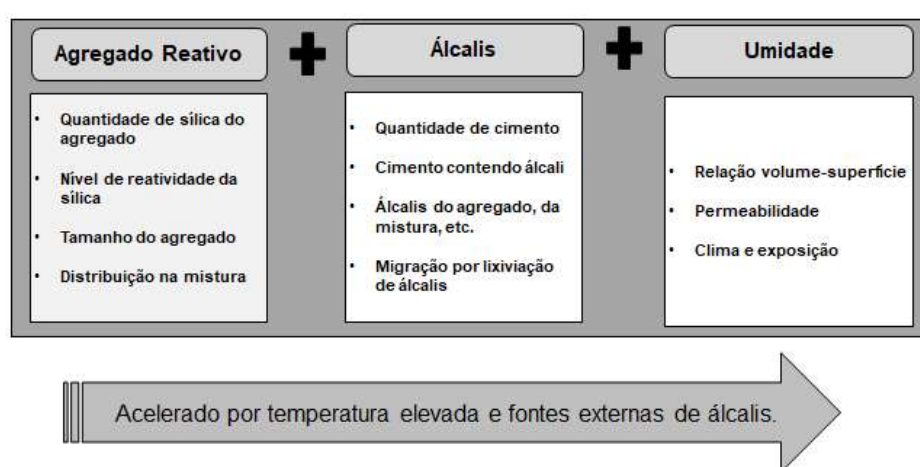 Agregado Reativo
Álcalis
Umidade
• Quantidade de sílica do
agregado
• Nível de reatividade da
sílica
• Tamanho do agregado
• Distribuição na mistura
• Quantidade de cimento
• Cimento contendo álcali
• Álcalis do agregado, da
mistura, etc.
• Migração por lixiviação
de álcalis
• Relação volume-superfície
• Permeabilidade
• Clima e exposição
Acelerado por temperatura elevada e fontes externas de álcalis.